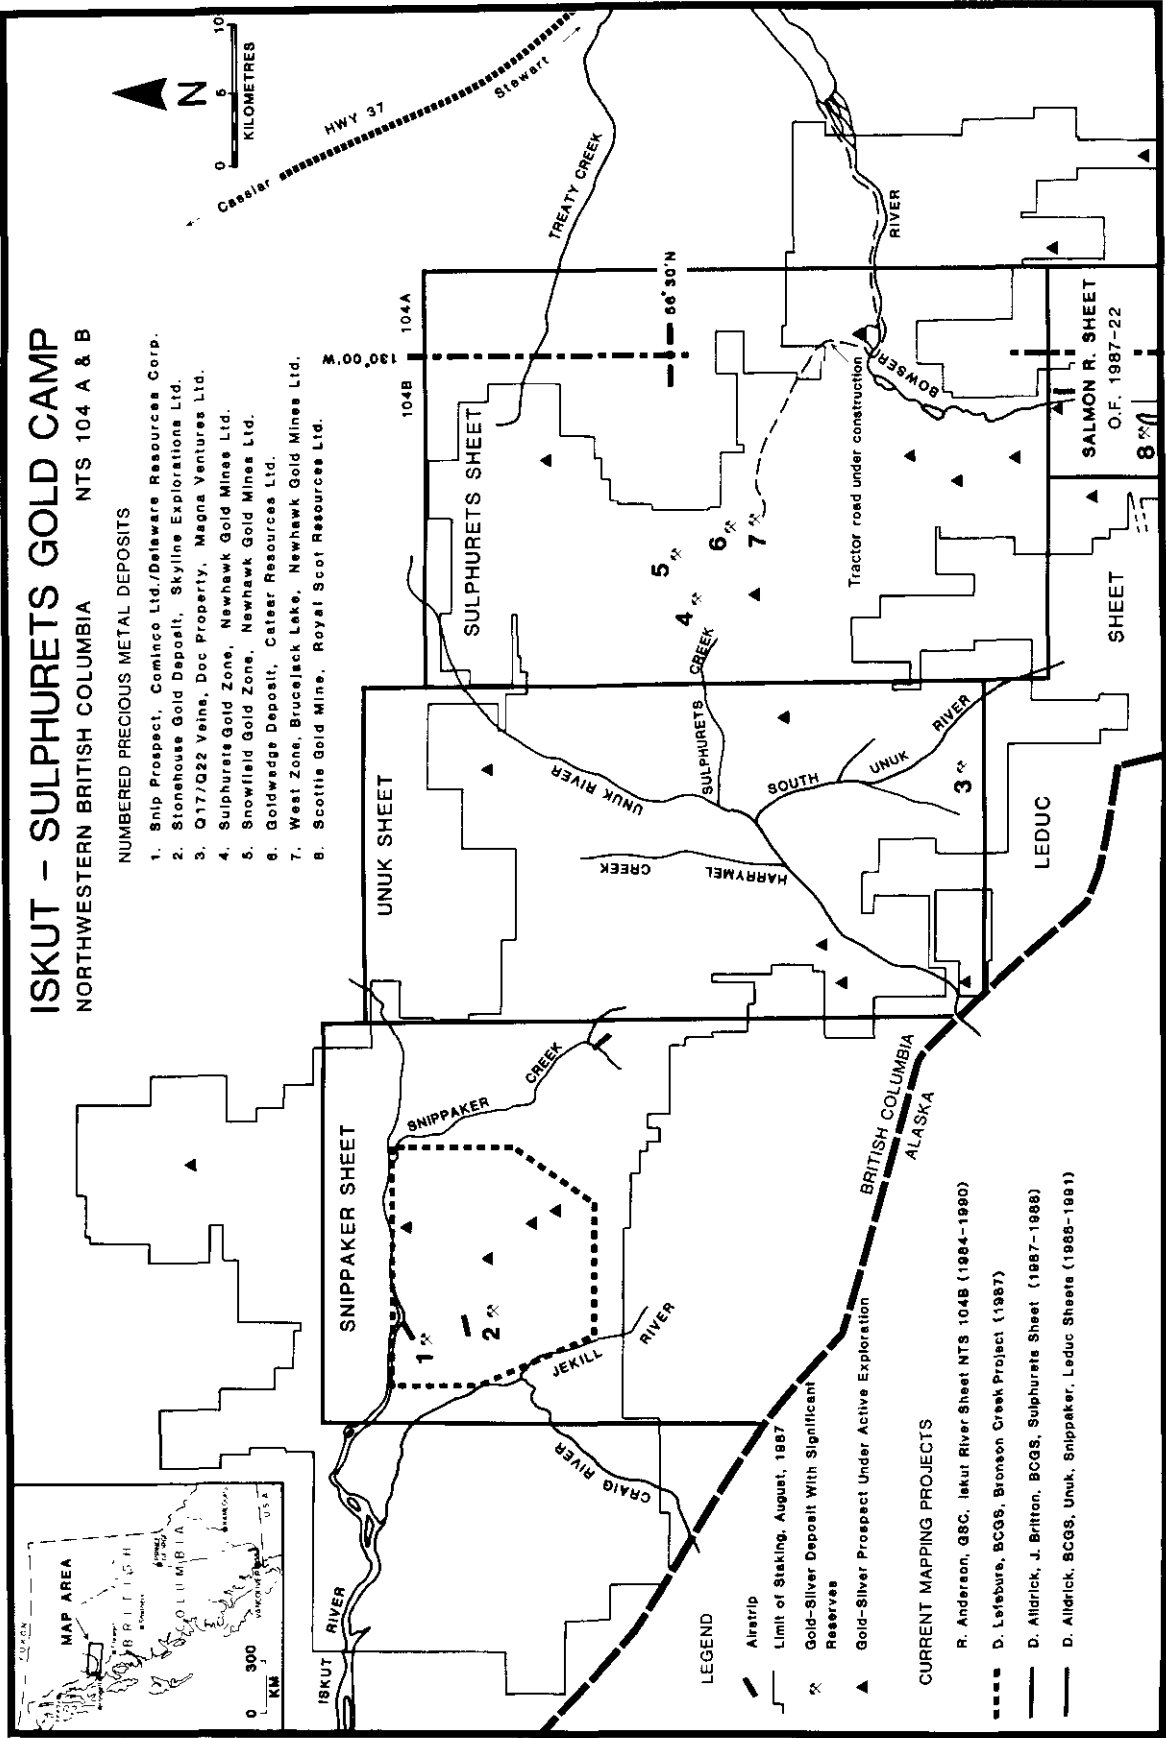 ISKUT – SULPHURETS GOLD CAMP
NORTHWESTERN BRITISH COLUMBIA NTS 104 A & B
NUMBERED PRECIOUS METAL DEPOSITS
1. Snip Prospect, Cominco Ltd./Delaware Resources Corp.
2. Stonehouse Gold Deposit, Skyline Explorations Ltd.
3. Q17/Q22 Veins, Doc Property, Magna Ventures Ltd.
4. Sulphurets Gold Zone, Newhawk Gold Mines Ltd.
5. Snowfield Gold Zone, Newhawk Gold Mines Ltd.
6. Goldwedge Deposit, Catear Resources Ltd.
7. West Zone, Brucejack Lake, Newhawk Gold Mines Ltd.
8. Scottie Gold Mine, Royal Scot Resources Ltd.
N
0 5 10
KILOMETRES
Cassiar
HWY 37
Stewart
YUKON
MAP AREA
BRITISH
COLUMBIA
VANCOUVER
USA
0 300
KM
SNIPPAKER SHEET
UNUK SHEET
SULPHURETS SHEET
104B 104A
130°00'W
56°30'N
TREATY CREEK
ISKUT RIVER
SNIPPAKER CREEK
JEKILL RIVER
CRAIG RIVER
UNUK RIVER
HARRYMEL CREEK
SULPHURETS CREEK
SOUTH UNUK RIVER
BOWSER RIVER
Tractor road under construction
1
2
3
4
5
6
7
8
LEDUC SHEET
SALMON R. SHEET
O.F. 1987-22
BRITISH COLUMBIA
ALASKA
LEGEND
Airstrip
Limit of Staking, August, 1987
Gold-Silver Deposit With Significant
Reserves
Gold-Silver Prospect Under Active Exploration
CURRENT MAPPING PROJECTS
R. Anderson, GSC, Iskut River Sheet NTS 104B (1984-1990)
D. Lefebure, BCGS, Bronson Creek Project (1987)
D. Alldrick, J. Britton, BCGS, Sulphurets Sheet (1987-1988)
D. Alldrick, BCGS, Unuk, Snippaker, Leduc Sheets (1988-1991)